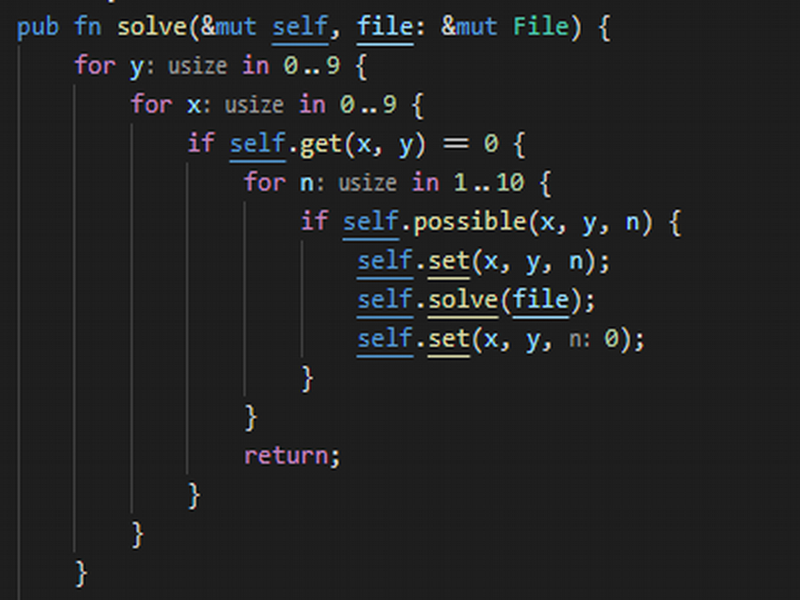 pub fn solve(&mut self, file: &mut File) {
for y: usize in 0..9 {
for x: usize in 0..9 {
if self.get(x, y) == 0 {
for n: usize in 1..10 {
if self.possible(x, y, n) {
self.set(x, y, n);
self.solve(file);
self.set(x, y, n: 0);
}
}
return;
}
}
}